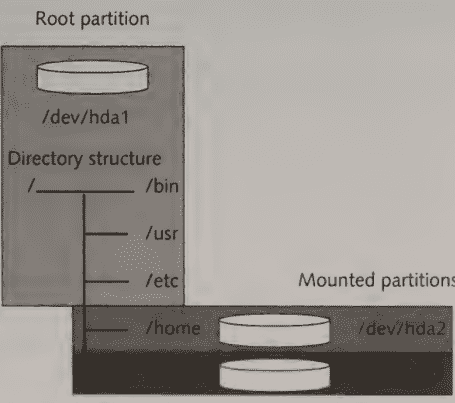 Root partition
/dev/hda1
Directory structure
/ /bin
/usr
/etc
Mounted partitions
/home /dev/hda2